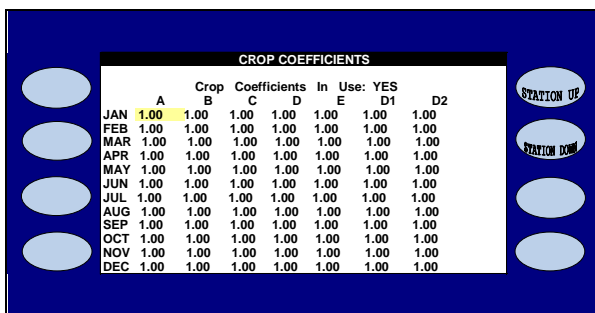 CROP COEFFICIENTS
Crop Coefficients In Use: YES
A B C D E D1 D2
JAN 1.00 1.00 1.00 1.00 1.00 1.00 1.00
FEB 1.00 1.00 1.00 1.00 1.00 1.00 1.00
MAR 1.00 1.00 1.00 1.00 1.00 1.00 1.00
APR 1.00 1.00 1.00 1.00 1.00 1.00 1.00
MAY 1.00 1.00 1.00 1.00 1.00 1.00 1.00
JUN 1.00 1.00 1.00 1.00 1.00 1.00 1.00
JUL 1.00 1.00 1.00 1.00 1.00 1.00 1.00
AUG 1.00 1.00 1.00 1.00 1.00 1.00 1.00
SEP 1.00 1.00 1.00 1.00 1.00 1.00 1.00
OCT 1.00 1.00 1.00 1.00 1.00 1.00 1.00
NOV 1.00 1.00 1.00 1.00 1.00 1.00 1.00
DEC 1.00 1.00 1.00 1.00 1.00 1.00 1.00
STATION UP
STATION DOWN